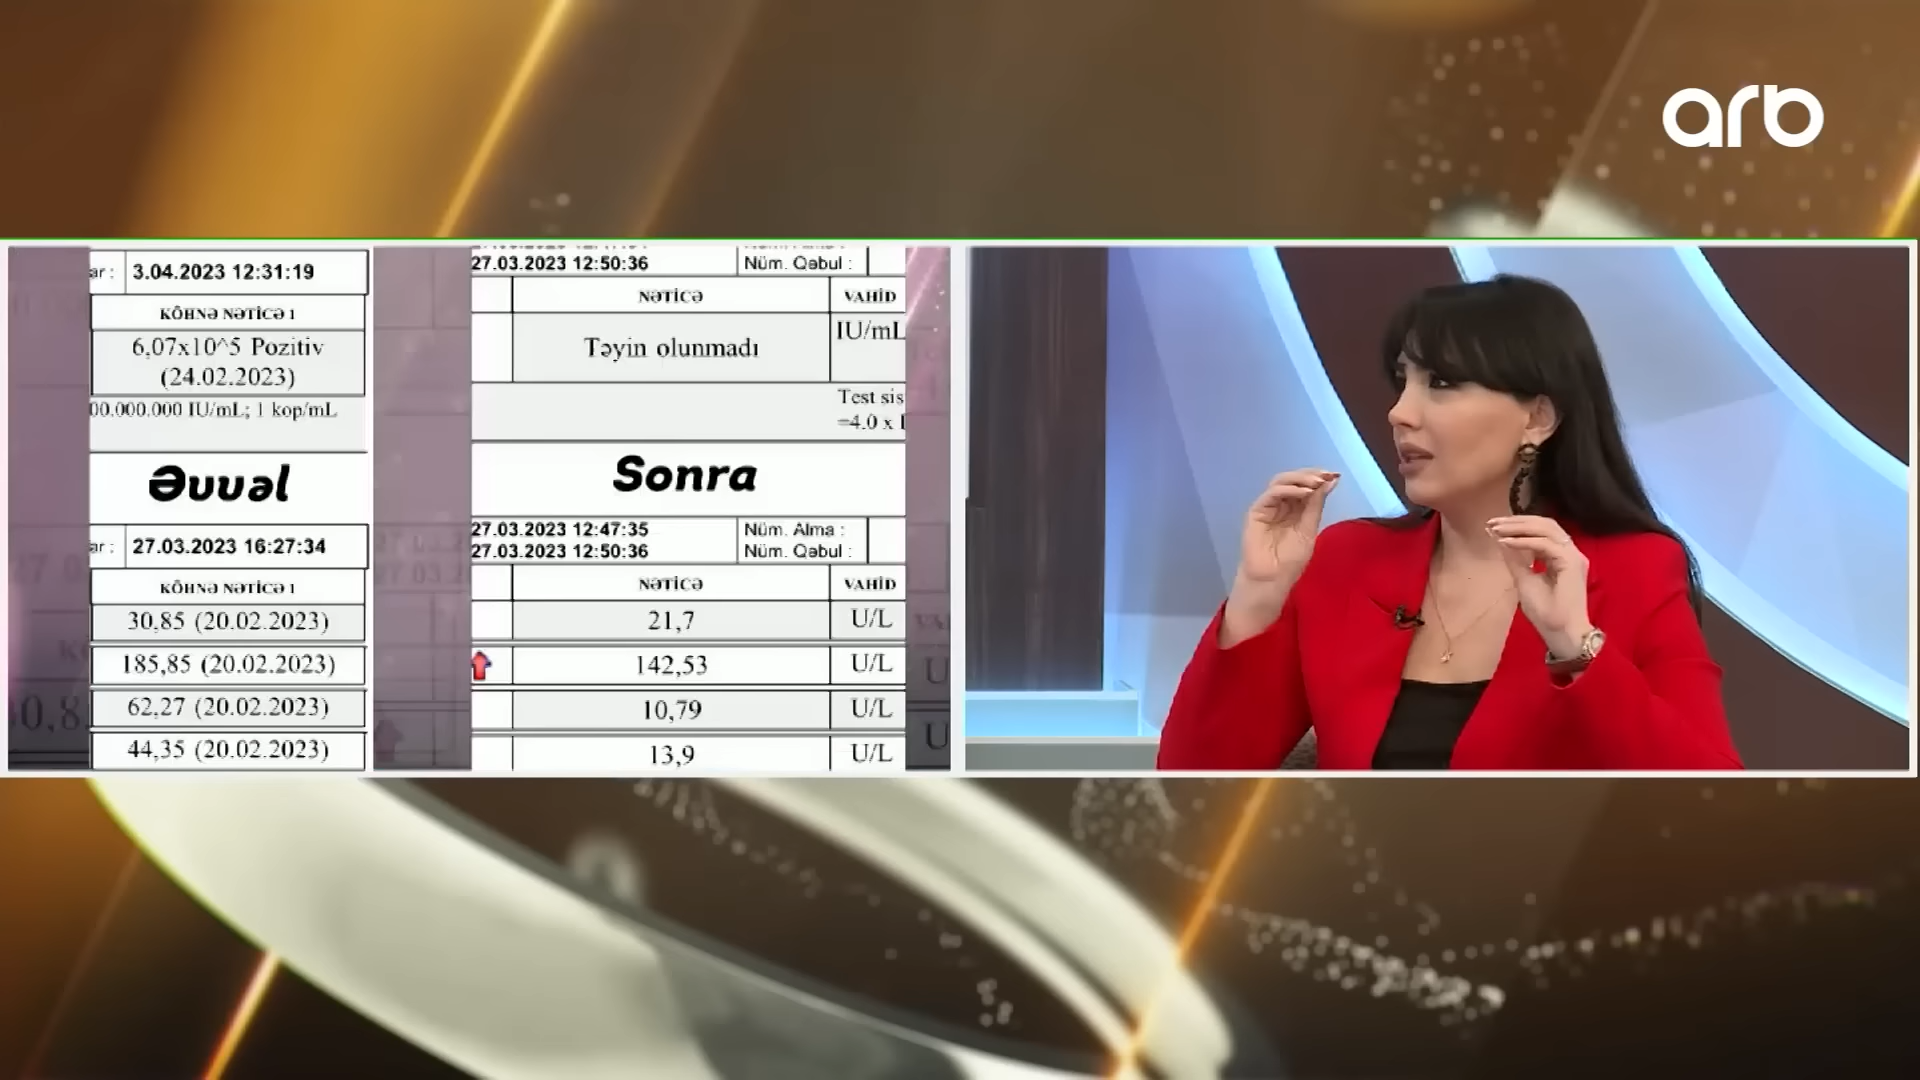 arb
ar :
3.04.2023 12:31:19
KÖHNƏ NƏTİCƏ 1
6,07x10^5 Pozitiv
(24.02.2023)
00.000.000 IU/mL; 1 kop/mL
Əvvəl
ar :
27.03.2023 16:27:34
KÖHNƏ NƏTİCƏ 1
30,85 (20.02.2023)
185,85 (20.02.2023)
62,27 (20.02.2023)
44,35 (20.02.2023)
27.03.2023 12:50:36 Nüm. Qəbul :
NƏTİCƏ VAHİD
Təyin olunmadı IU/mL
Test sis
=4.0 x
Sonra
27.03.2023 12:47:35 Nüm. Alma :
27.03.2023 12:50:36 Nüm. Qəbul :
NƏTİCƏ VAHİD
21,7 U/L
142,53 U/L
10,79 U/L
13,9 U/L